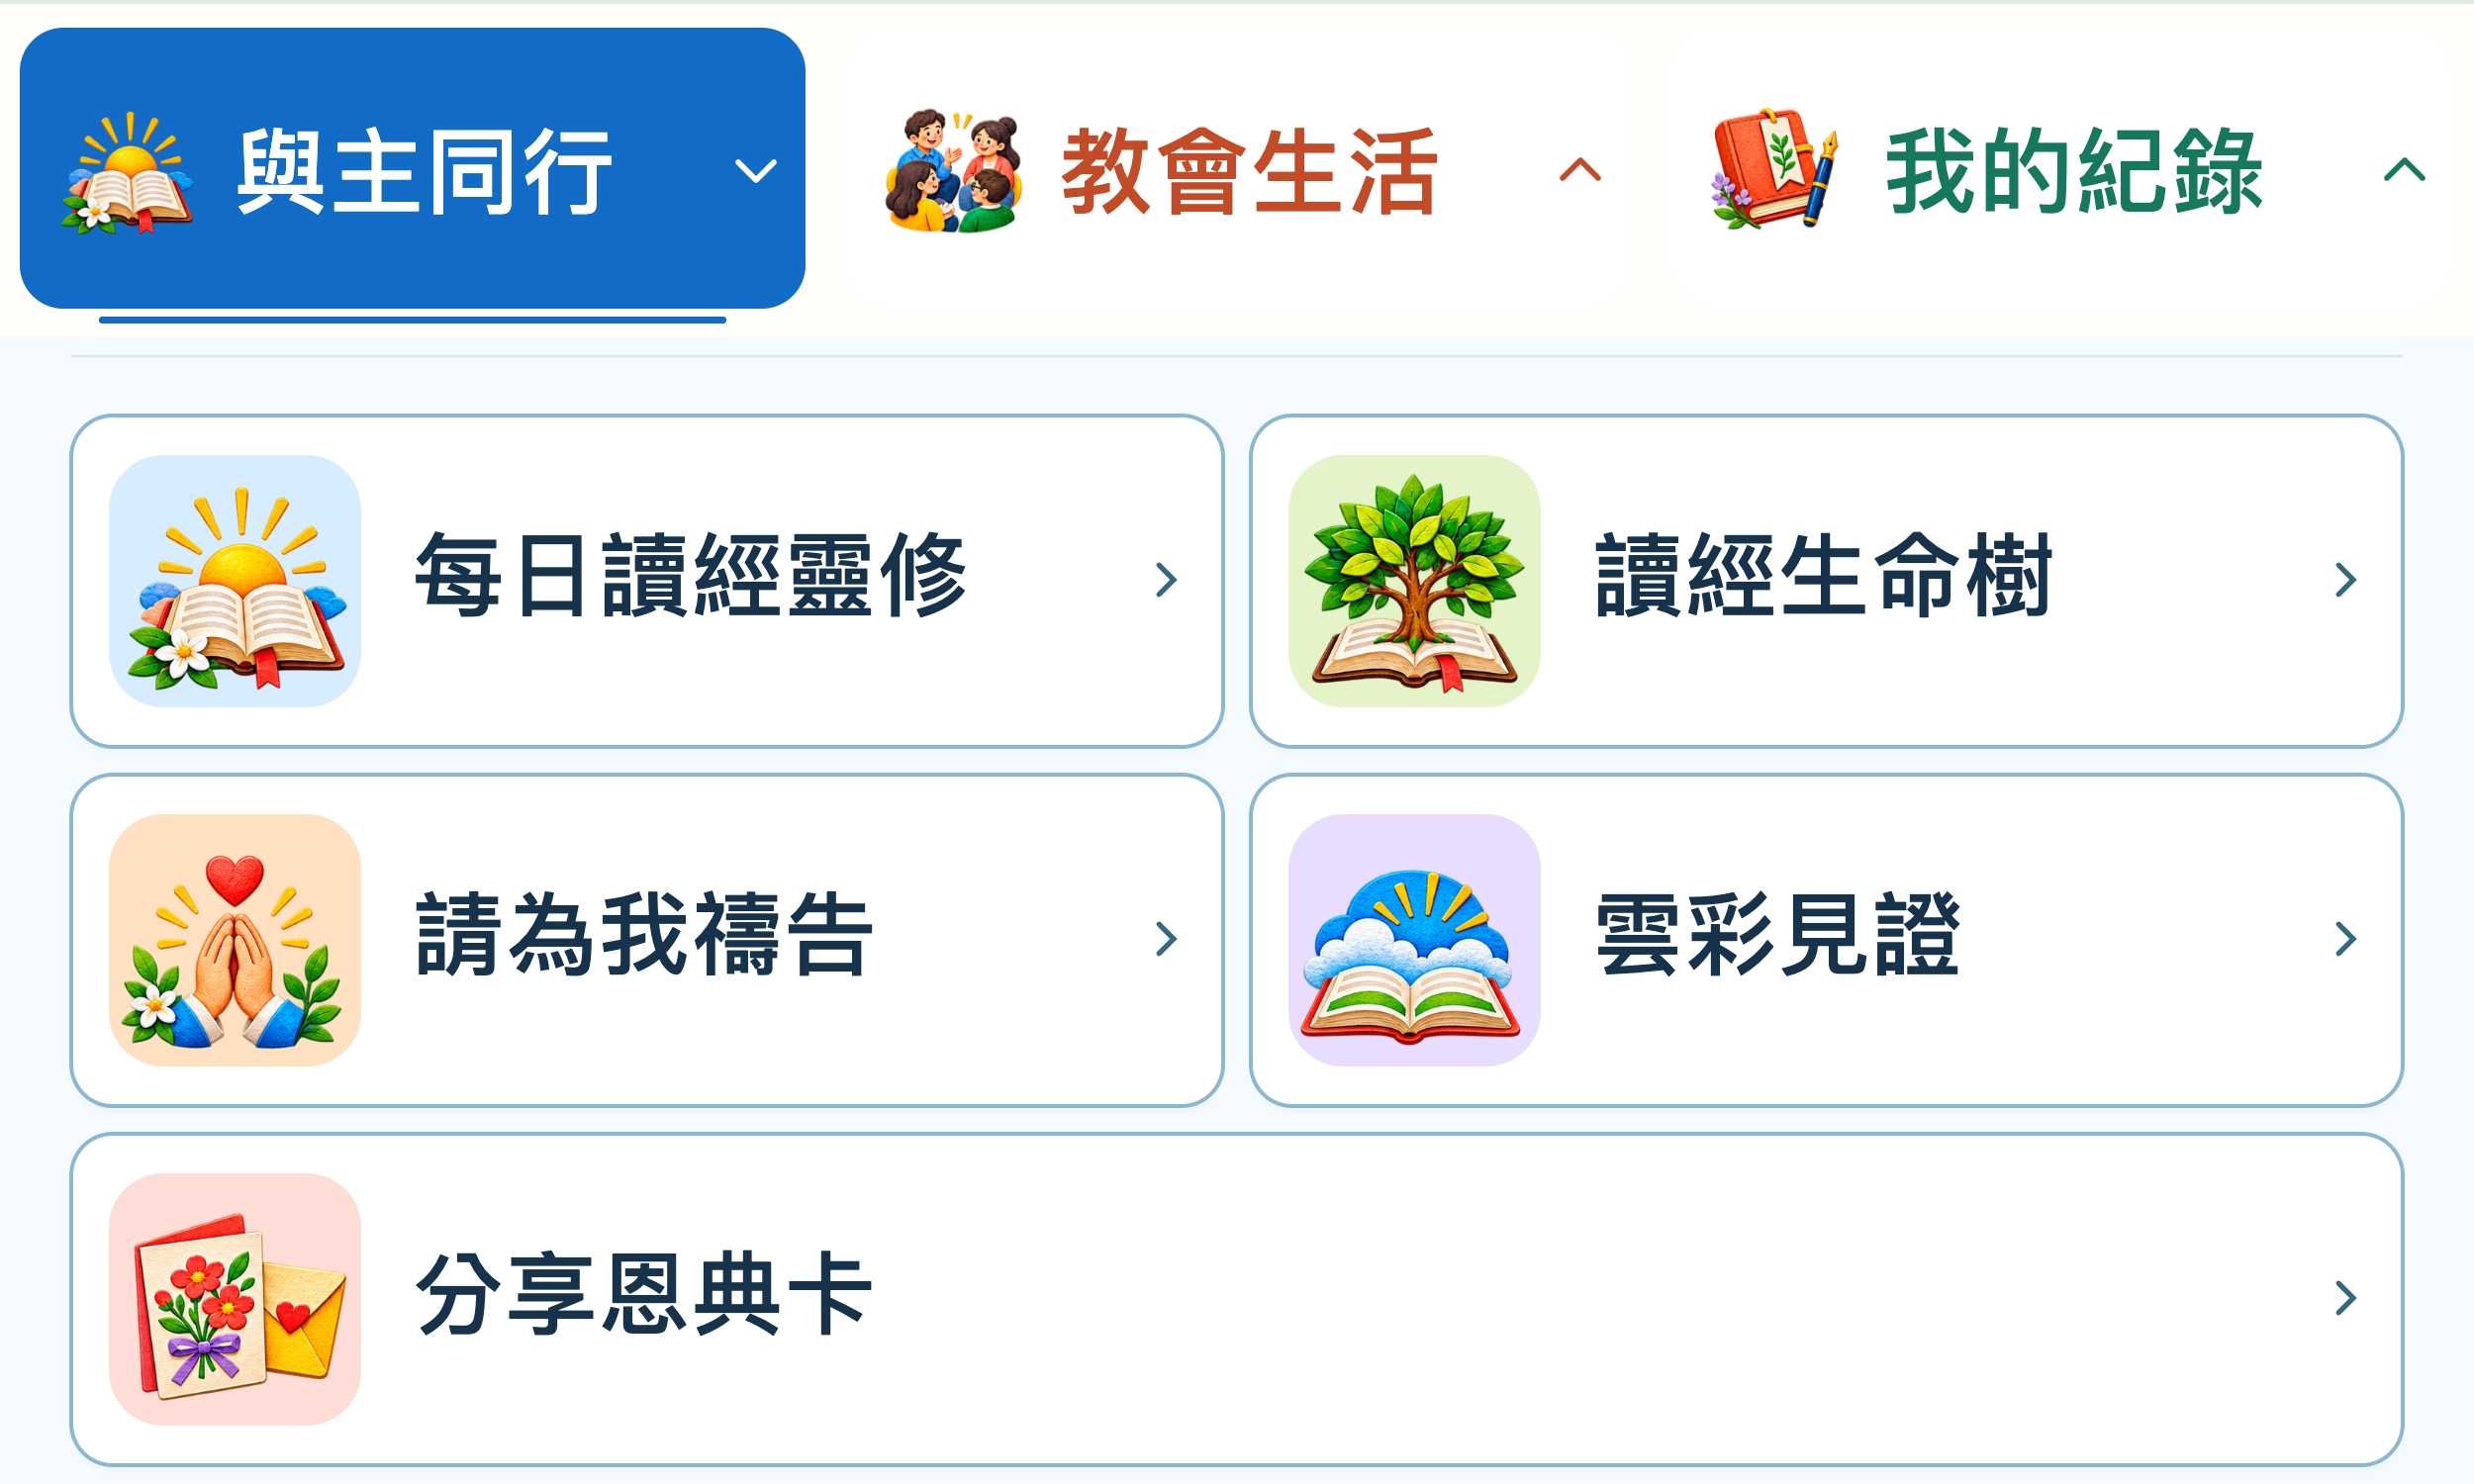 與主同行
教會生活
我的紀錄
每日讀經靈修
讀經生命樹
請為我禱告
雲彩見證
分享恩典卡